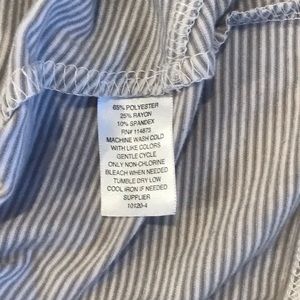 65% POLYESTER
25% RAYON
10% SPANDEX
RN# 114873
MACHINE WASH COLD
WITH LIKE COLORS
GENTLE CYCLE
ONLY NON-CHLORINE
BLEACH WHEN NEEDED
TUMBLE DRY LOW
COOL IRON IF NEEDED
SUPPLIER
10120-4